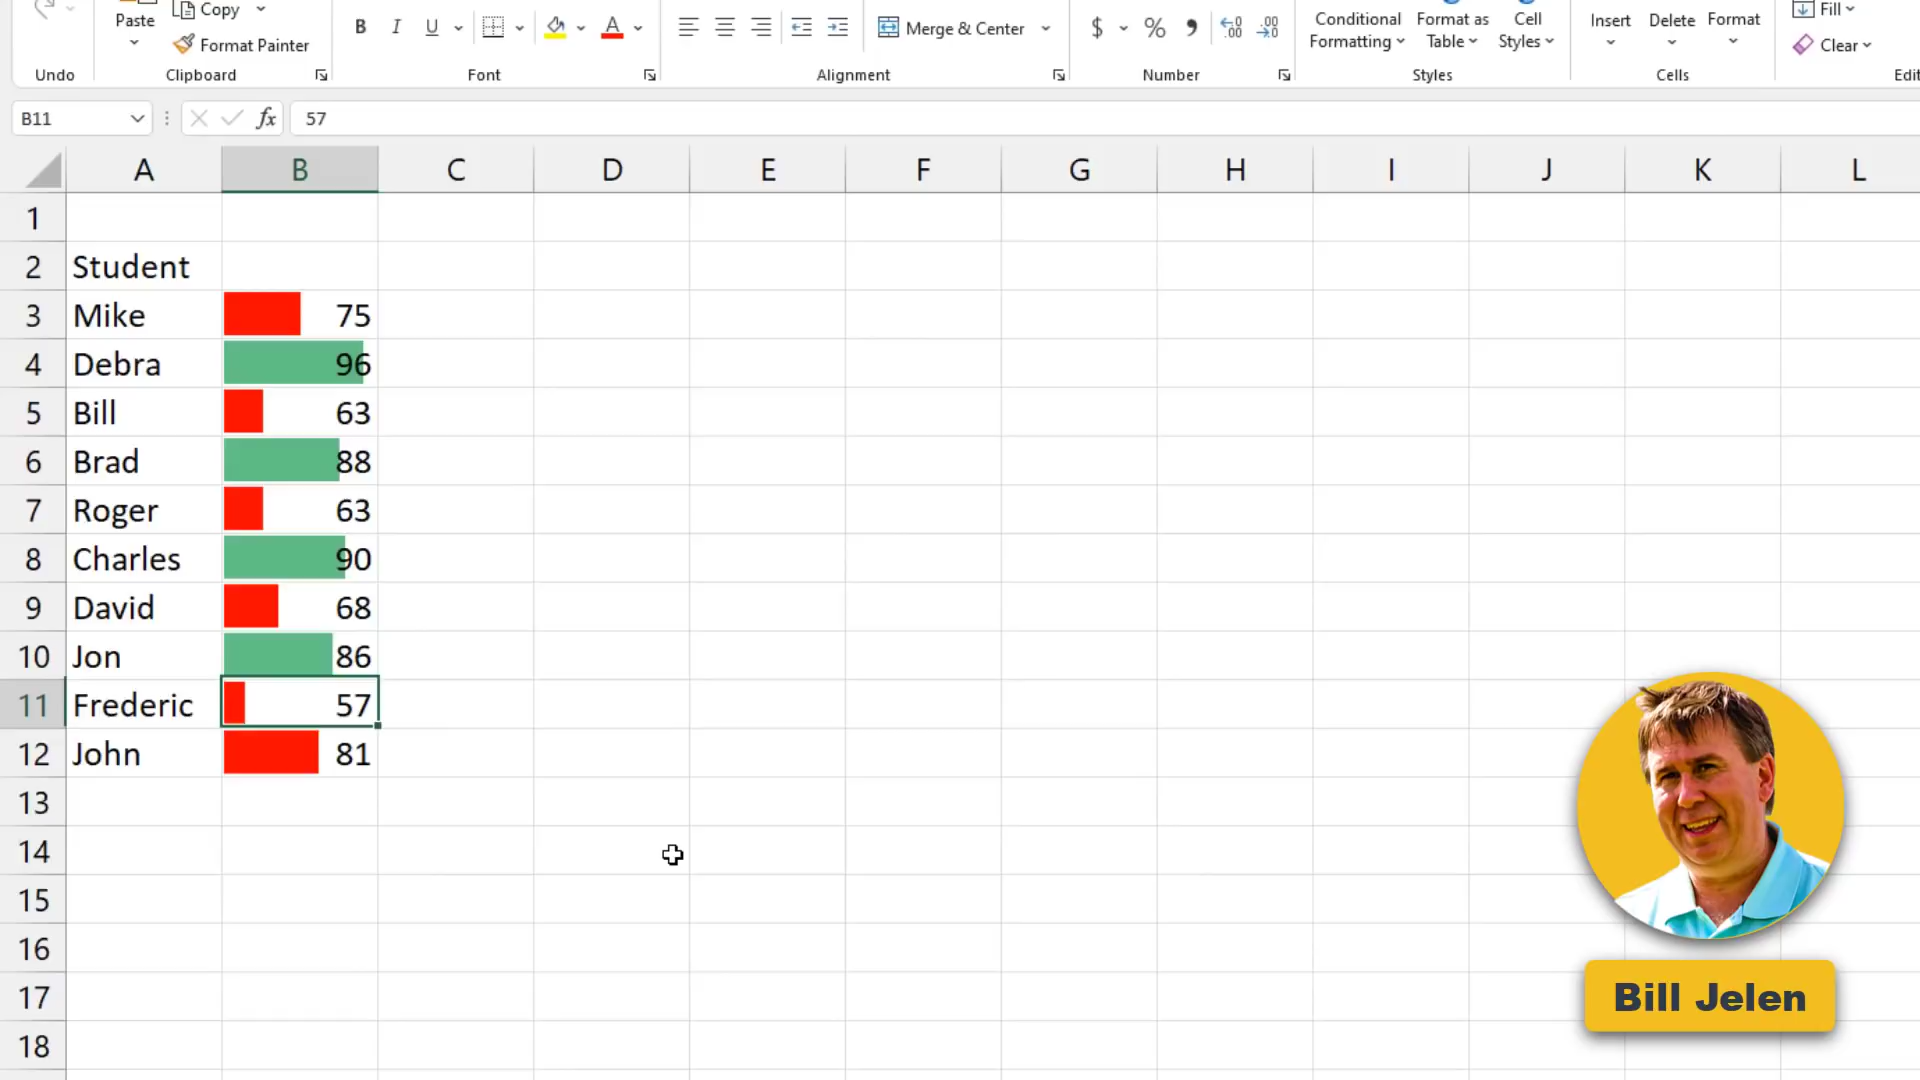 Paste
Copy
Format Painter
B I U
A
Merge & Center
$ % ,
Conditional Formatting
Format as Table
Cell Styles
Insert
Delete
Format
Fill
Clear
Undo
Clipboard
Font
Alignment
Number
Styles
Cells
B11
fx
57
A B C D E F G H I J K L
1
2 Student
3 Mike 75
4 Debra 96
5 Bill 63
6 Brad 88
7 Roger 63
8 Charles 90
9 David 68
10 Jon 86
11 Frederic 57
12 John 81
13
14
15
16
17
18
Bill Jelen